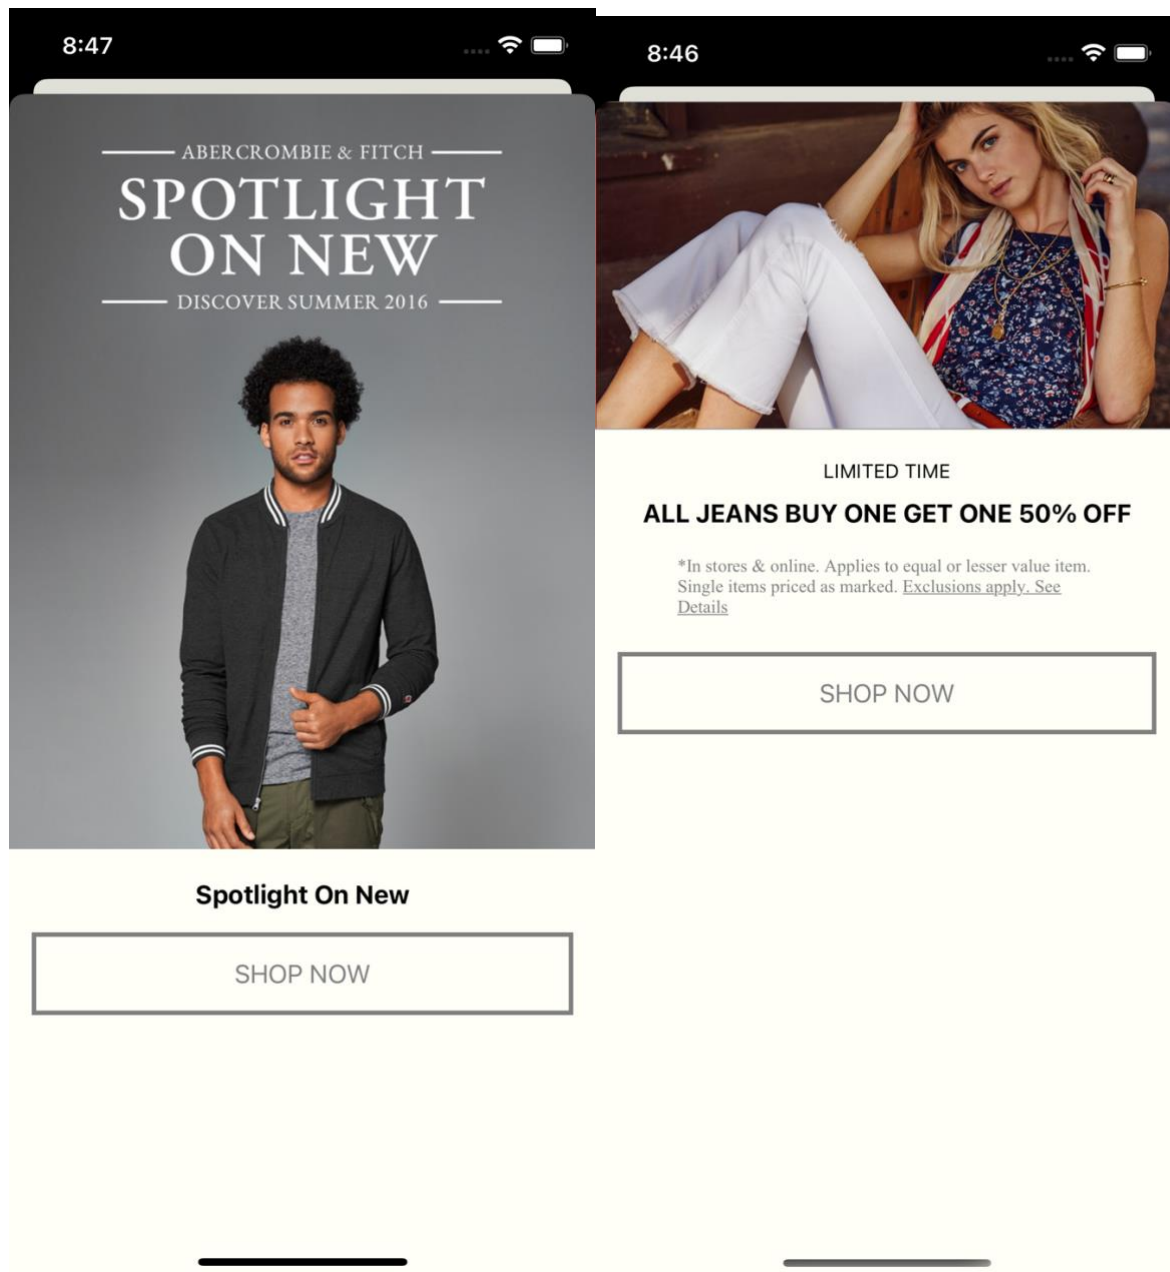 8:47
ABERCROMBIE & FITCH
SPOTLIGHT
ON NEW
DISCOVER SUMMER 2016
Spotlight On New
SHOP NOW
8:46
LIMITED TIME
ALL JEANS BUY ONE GET ONE 50% OFF
*In stores & online. Applies to equal or lesser value item.
Single items priced as marked. Exclusions apply. See
Details
SHOP NOW